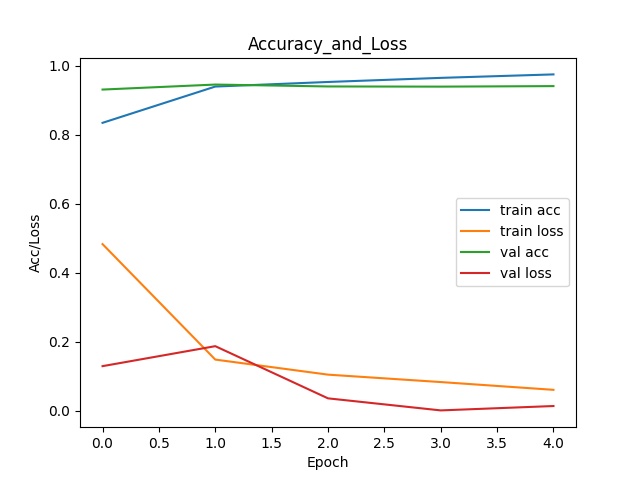 Accuracy_and_Loss
1.0
0.8
0.6
0.4
0.2
0.0
Acc/Loss
train acc
train loss
val acc
val loss
0.0 0.5 1.0 1.5 2.0 2.5 3.0 3.5 4.0
Epoch